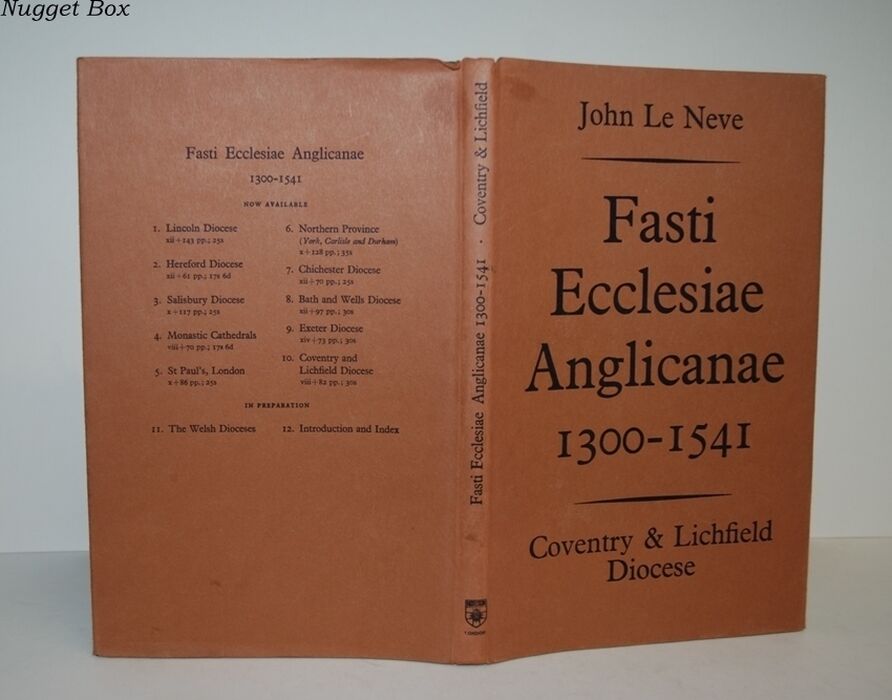 Nugget Box
Fasti Ecclesiae Anglicanae
1300-1541
NOW AVAILABLE
1. Lincoln Diocese
xii+143 pp.; 25s
2. Hereford Diocese
xii+61 pp.; 17s 6d
3. Salisbury Diocese
x+117 pp.; 25s
4. Monastic Cathedrals
viii+70 pp.; 17s 6d
5. St Paul's, London
x+86 pp.; 25s
6. Northern Province
(York, Carlisle and Durham)
x+128 pp.; 35s
7. Chichester Diocese
xii+70 pp.; 25s
8. Bath and Wells Diocese
xii+97 pp.; 30s
9. Exeter Diocese
xiv+73 pp.; 30s
10. Coventry and
Lichfield Diocese
viii+82 pp.; 30s
IN PREPARATION
11. The Welsh Dioceses
12. Introduction and Index
Fasti Ecclesiae Anglicanae 1300-1541 · Coventry & Lichfield
LONDON
John Le Neve
Fasti
Ecclesiae
Anglicanae
1300-1541
Coventry & Lichfield
Diocese